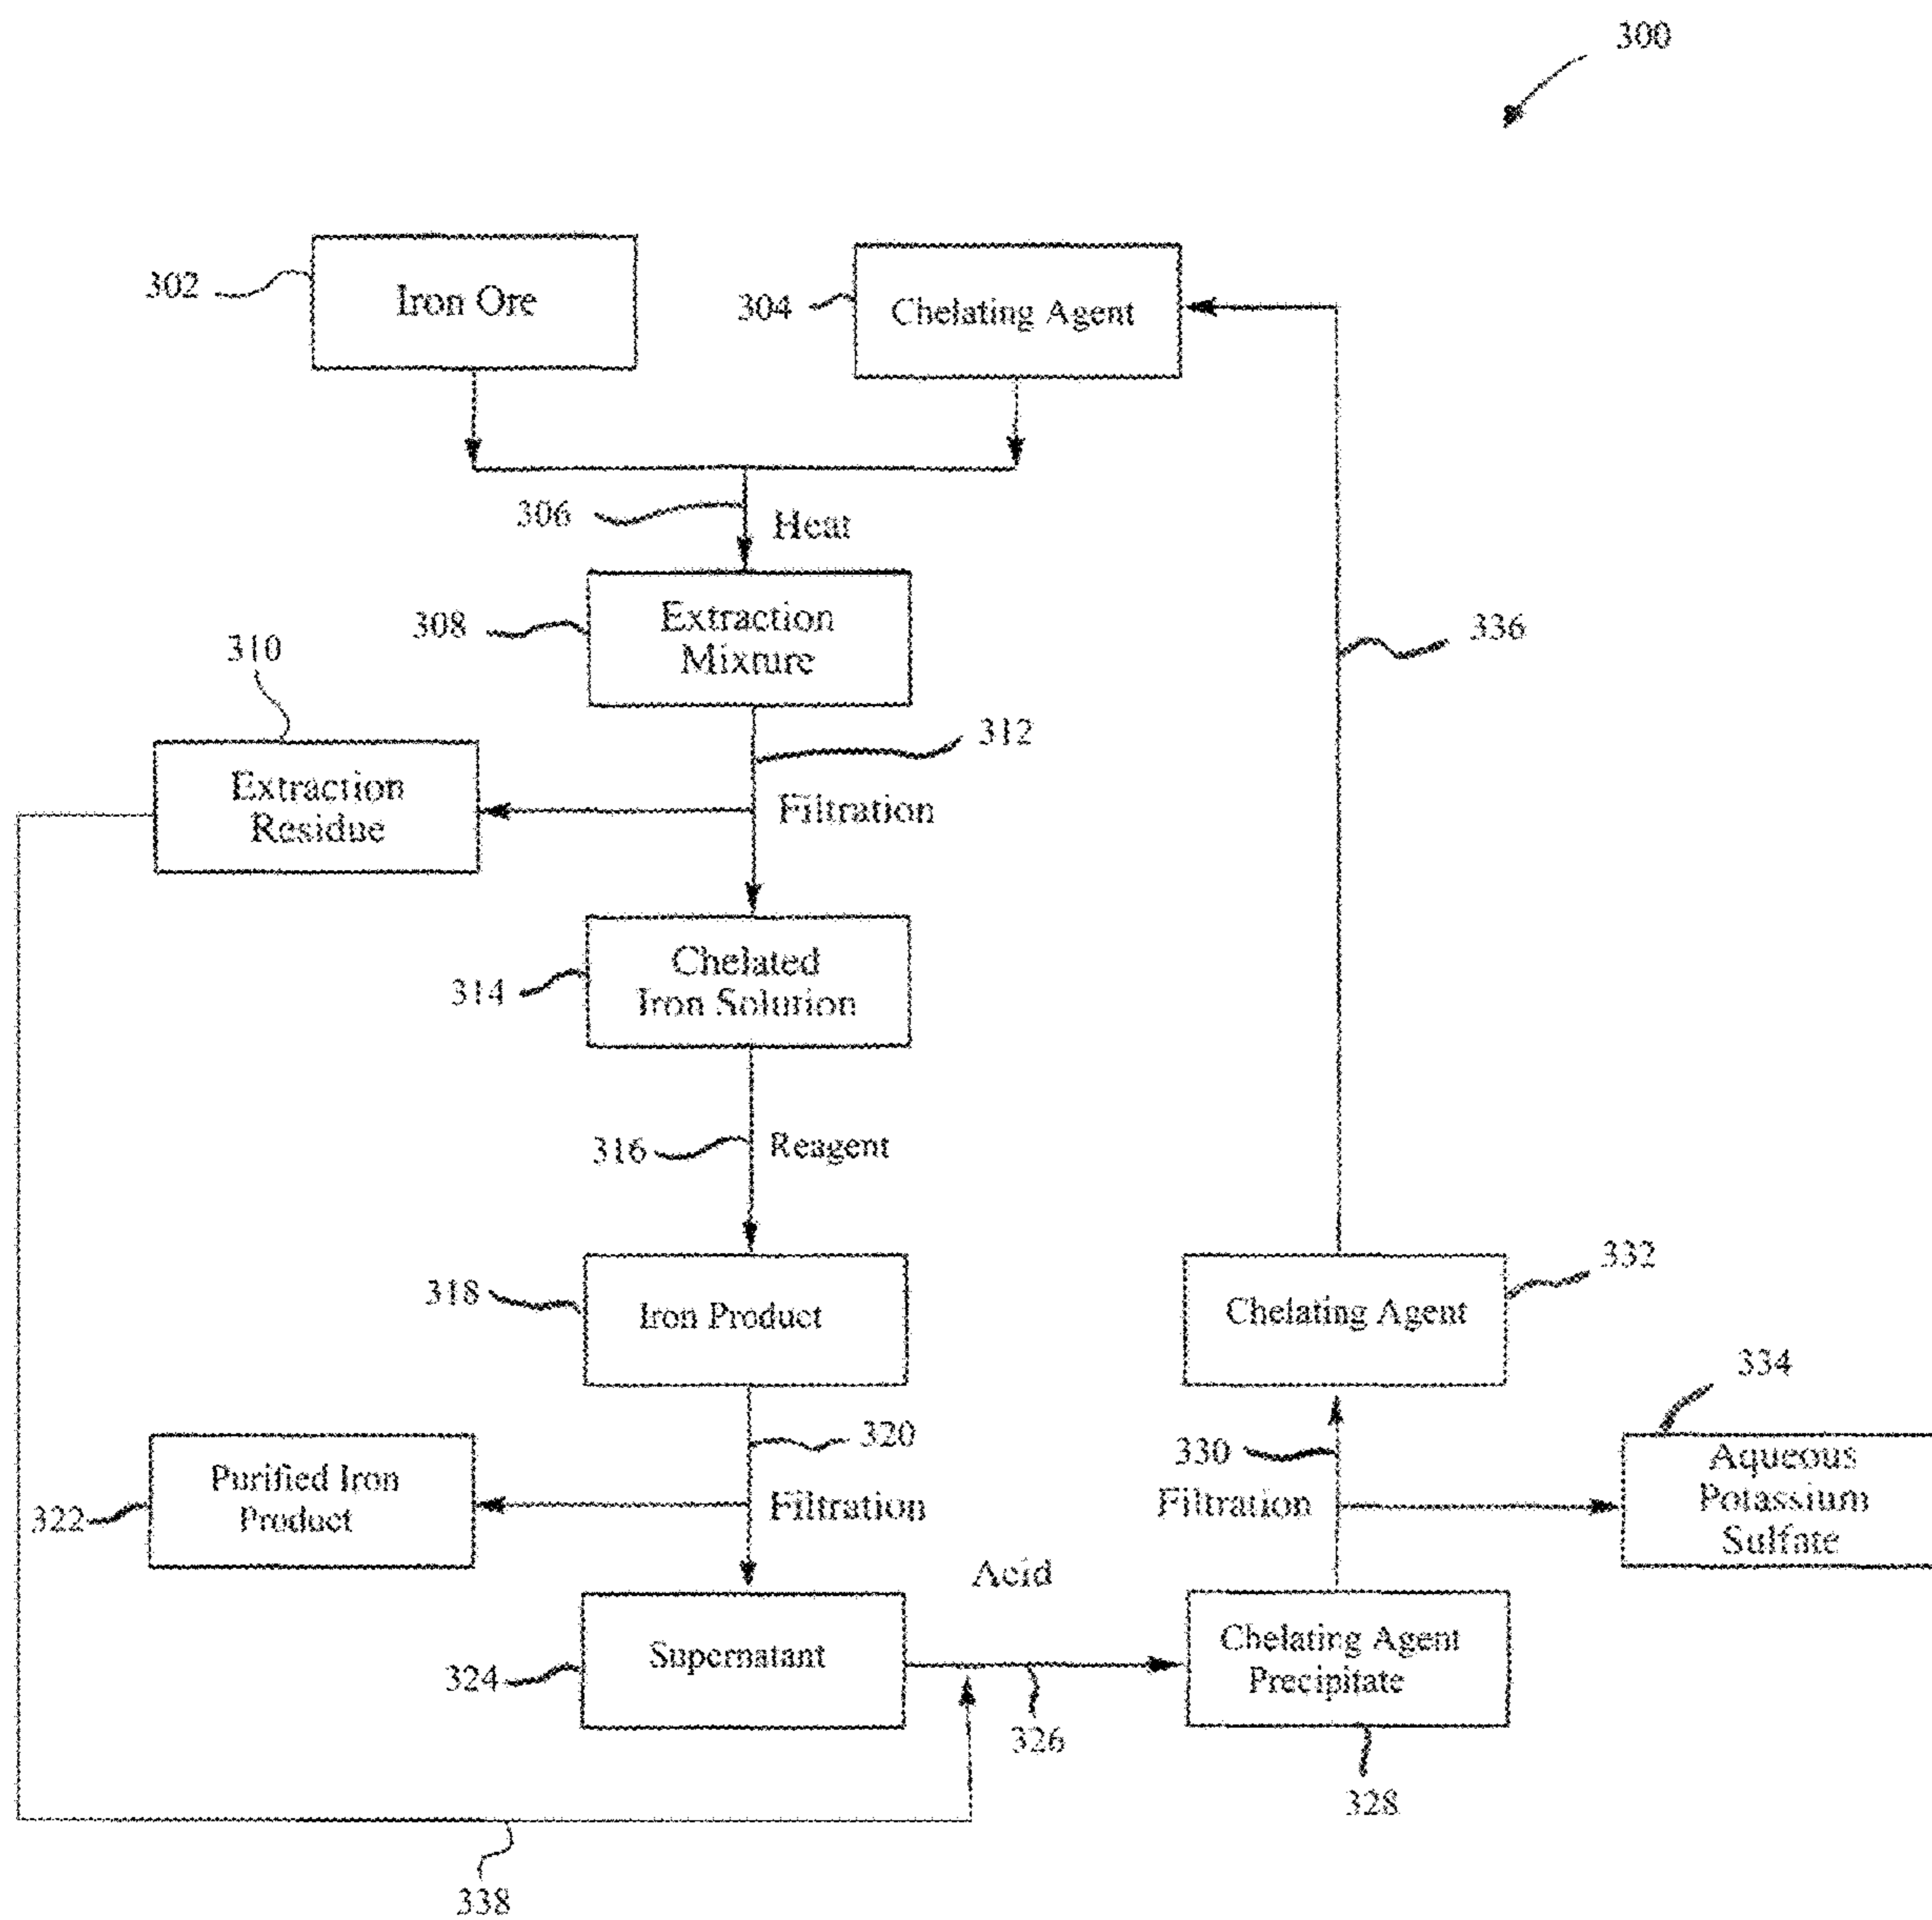 300
302
Iron Ore
304
Chelating Agent
306
Heat
308
Extraction
Mixture
336
310
312
Extraction
Residue
Filtration
314
Chelated
Iron Solution
316
Reagent
318
Iron Product
Chelating Agent
332
334
320
330
322
Purified Iron
Product
Filtration
Filtration
Aqueous
Potassium
Sulfate
Acid
324
Supernatant
326
Chelating Agent
Precipitate
328
338